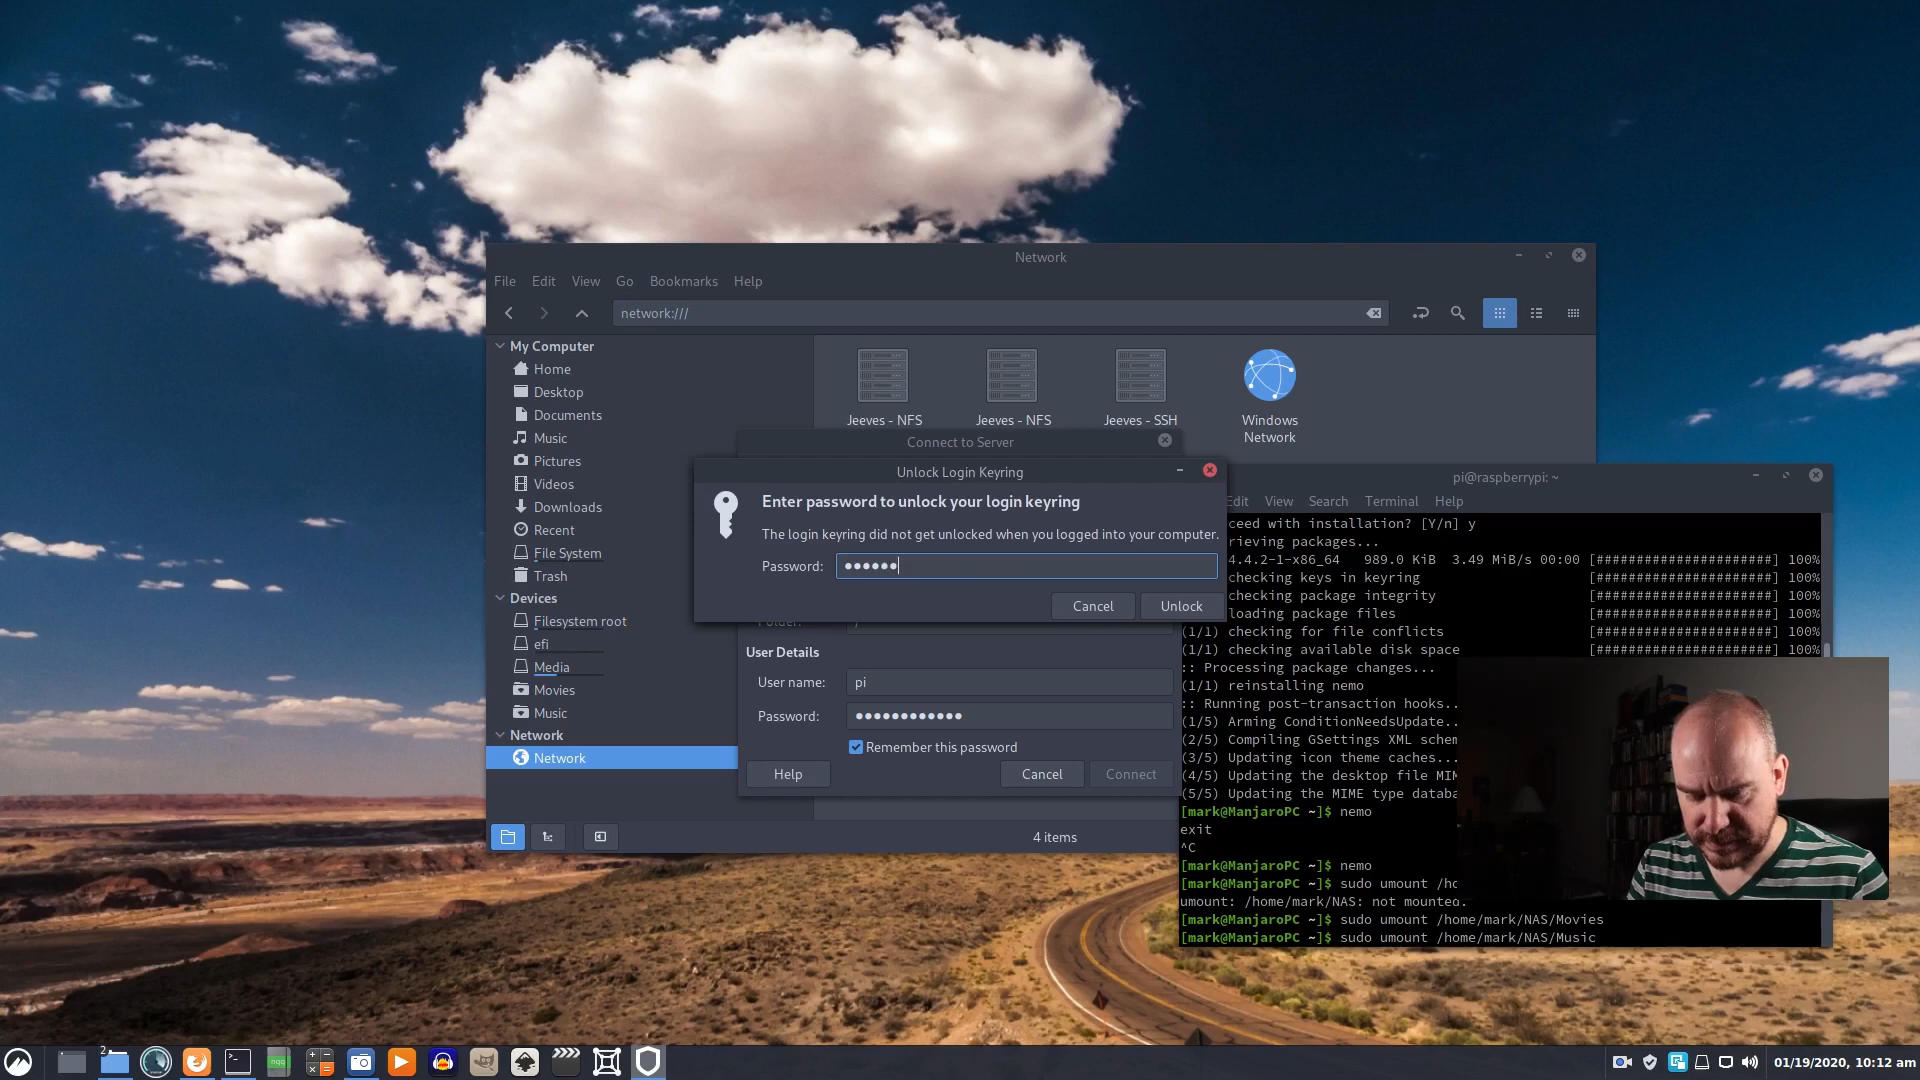 Network
File Edit View Go Bookmarks Help
network:///
My Computer
Home
Desktop
Documents
Music
Pictures
Videos
Downloads
Recent
File System
Trash
Devices
Filesystem root
efi
Media
Movies
Music
Network
Network
Jeeves - NFS
Jeeves - NFS
Jeeves - SSH
Windows
Network
4 items
Connect to Server
Unlock Login Keyring
Enter password to unlock your login keyring
The login keyring did not get unlocked when you logged into your computer.
Password: ●●●●●●
Cancel Unlock
User Details
User name: pi
Password: ●●●●●●●●●●●●
Remember this password
Help Cancel Connect
pi@raspberrypi: ~
Edit View Search Terminal Help
ceed with installation? [Y/n] y
rieving packages...
4.4.2-1-x86_64 989.0 KiB 3.49 MiB/s 00:00 [######################] 100%
checking keys in keyring [######################] 100%
checking package integrity [######################] 100%
loading package files [######################] 100%
(1/1) checking for file conflicts [######################] 100%
(1/1) checking available disk space [######################] 100%
:: Processing package changes...
(1/1) reinstalling nemo
:: Running post-transaction hooks..
(1/5) Arming ConditionNeedsUpdate..
(2/5) Compiling GSettings XML schem
(3/5) Updating icon theme caches...
(4/5) Updating the desktop file MIM
(5/5) Updating the MIME type databa
[mark@ManjaroPC ~]$ nemo
exit
^C
[mark@ManjaroPC ~]$ nemo
[mark@ManjaroPC ~]$ sudo umount /ho
umount: /home/mark/NAS: not mounted.
[mark@ManjaroPC ~]$ sudo umount /home/mark/NAS/Movies
[mark@ManjaroPC ~]$ sudo umount /home/mark/NAS/Music
2
nqq
01/19/2020, 10:12 am